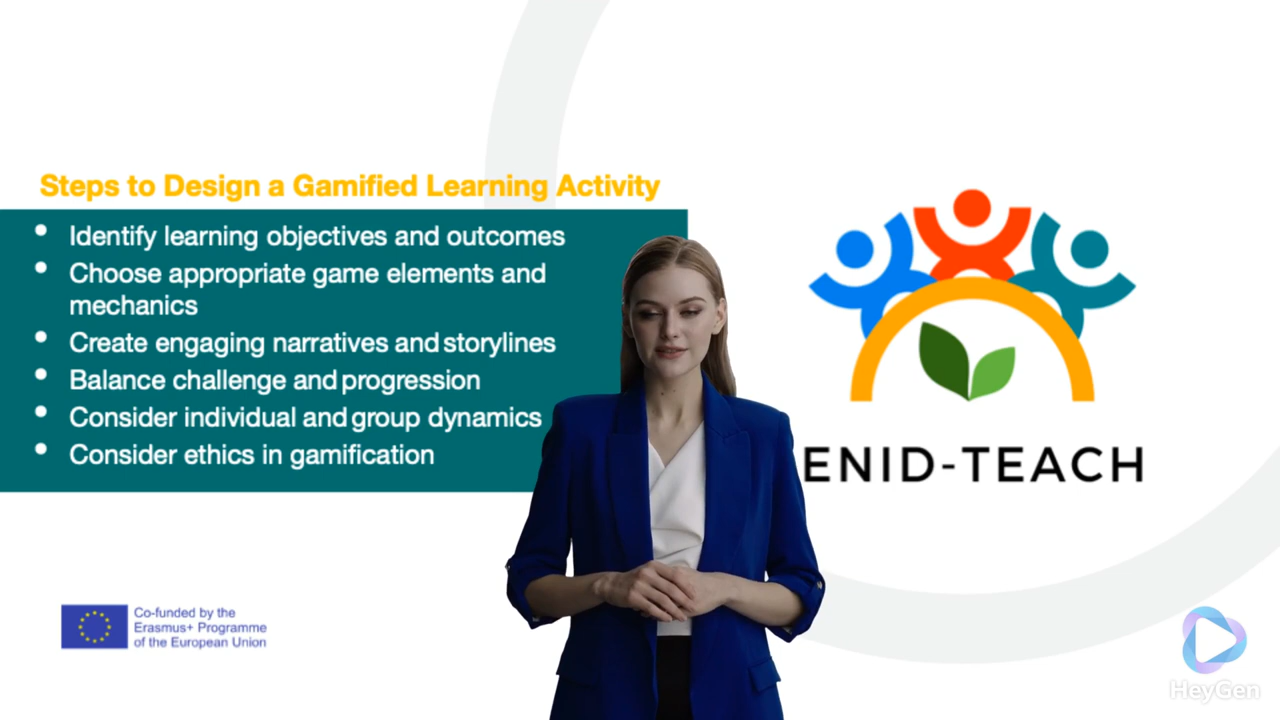 Steps to Design a Gamified Learning Activity
• Identify learning objectives and outcomes
• Choose appropriate game elements and
mechanics
• Create engaging narratives and storylines
• Balance challenge and progression
• Consider individual and group dynamics
• Consider ethics in gamification
ENID-TEACH
Co-funded by the
Erasmus+ Programme
of the European Union
HeyGen